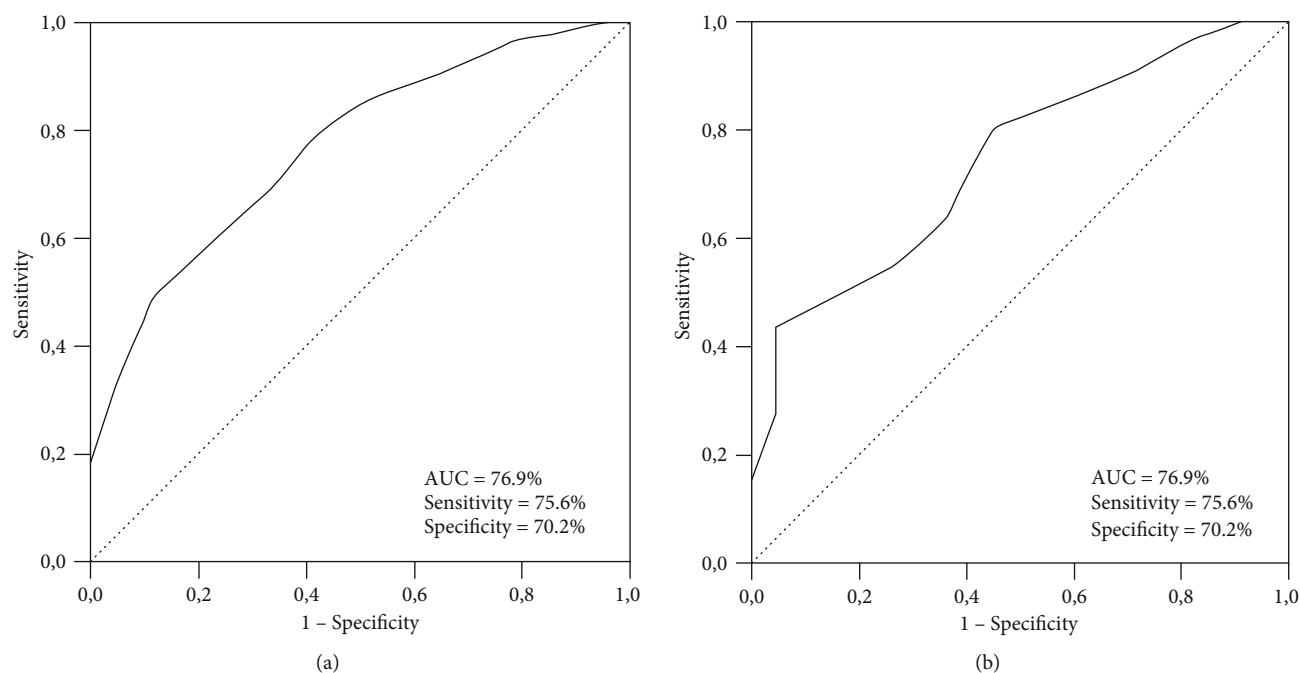 1,0
0,8
0,6
0,4
0,2
0,0
Sensitivity
AUC = 76.9%
Sensitivity = 75.6%
Specificity = 70.2%
0,0 0,2 0,4 0,6 0,8 1,0
1 – Specificity
(a)
1,0
0,8
0,6
0,4
0,2
0,0
Sensitivity
AUC = 76.9%
Sensitivity = 75.6%
Specificity = 70.2%
0,0 0,2 0,4 0,6 0,8 1,0
1 – Specificity
(b)